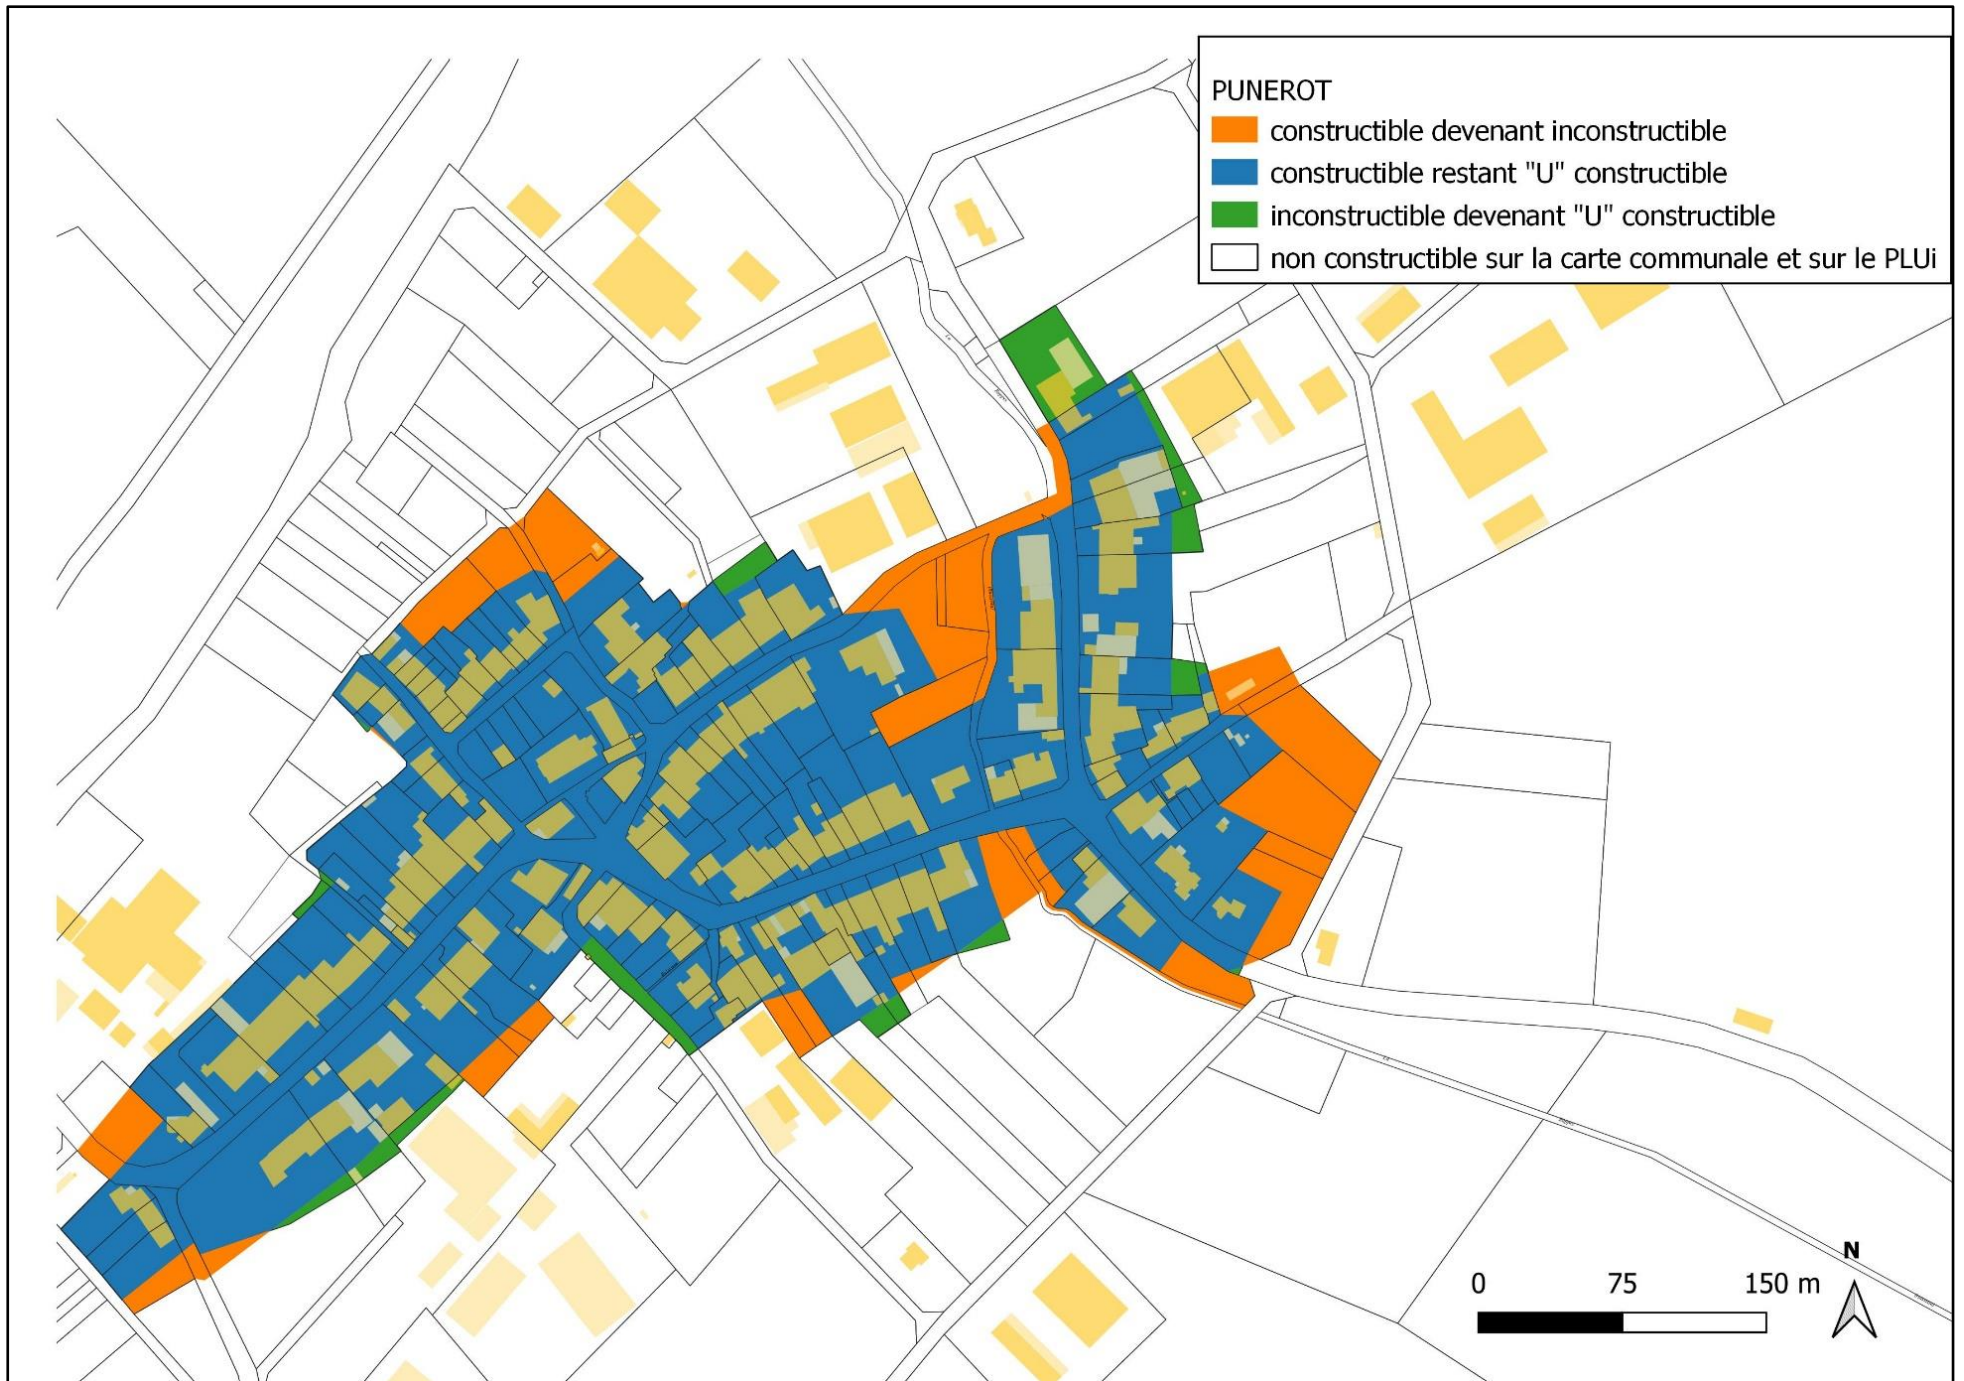 PUNEROT
constructible devenant inconstructible
constructible restant "U" constructible
inconstructible devenant "U" constructible
non constructible sur la carte communale et sur le PLUi
N
0 75 150 m